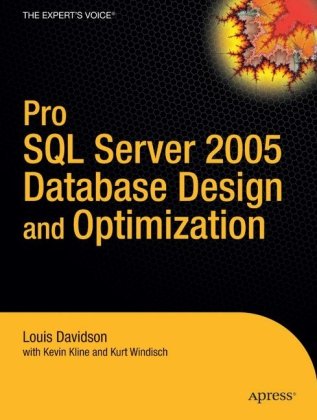 THE EXPERT'S VOICE®
Pro
SQL Server 2005
Database Design
and Optimization
Louis Davidson
with Kevin Kline and Kurt Windisch
Apress®